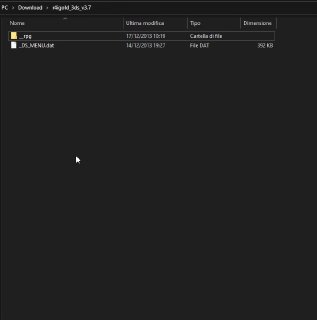 PC > Download > r4igold_3ds_v3.7
Nome Ultima modifica Tipo Dimensione
__rpg 17/12/2013 10:19 Cartella di file
_DS_MENU.dat 14/12/2013 19:27 File DAT 392 KB